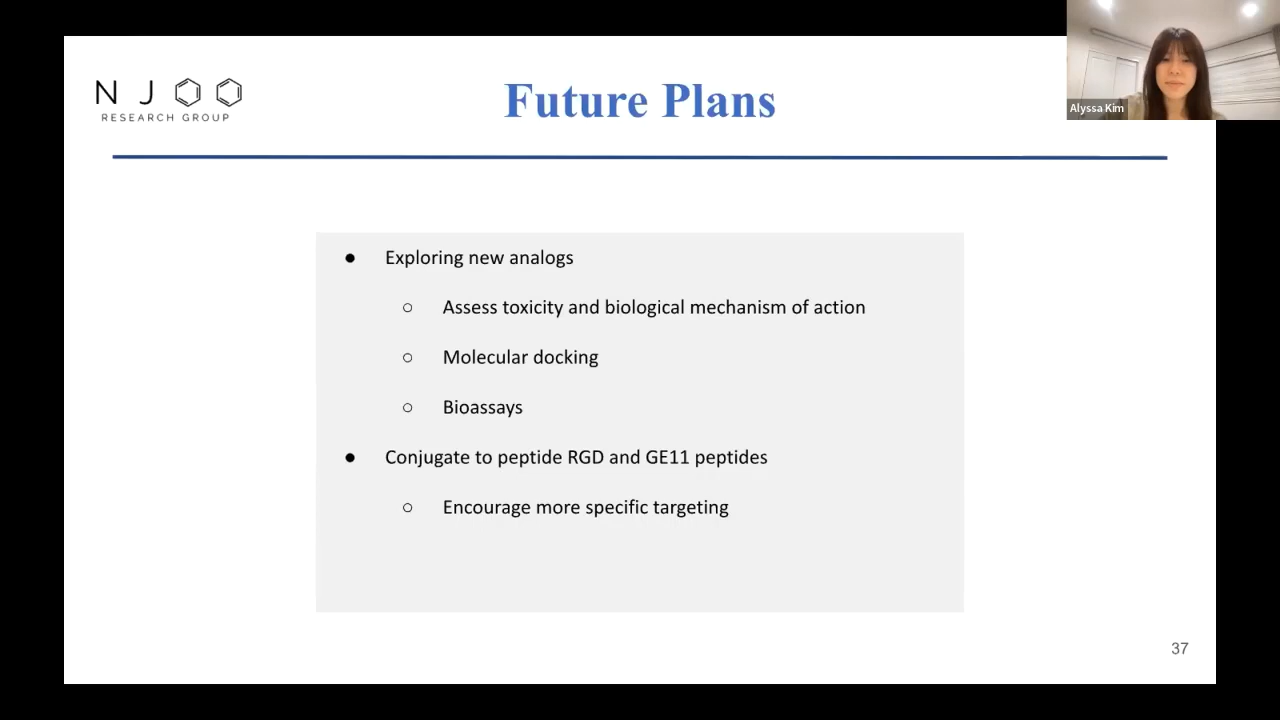 N J
RESEARCH GROUP
Future Plans
Alyssa Kim
● Exploring new analogs
○ Assess toxicity and biological mechanism of action
○ Molecular docking
○ Bioassays
● Conjugate to peptide RGD and GE11 peptides
○ Encourage more specific targeting
37